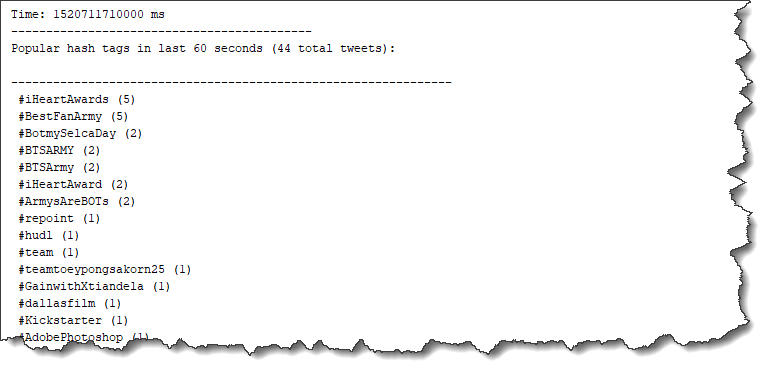 Time: 1520711710000 ms
-------------------------------------------
Popular hash tags in last 60 seconds (44 total tweets):
---------------------------------------------------------------
#iHeartAwards (5)
#BestFanArmy (5)
#BotmySelcaDay (2)
#BTSARMY (2)
#BTSArmy (2)
#iHeartAward (2)
#ArmysAreBOTs (2)
#repoint (1)
#hudl (1)
#team (1)
#teamtoeypongsakorn25 (1)
#GainwithXtiandela (1)
#dallasfilm (1)
#Kickstarter (1)
#AdobePhotoshop (1)